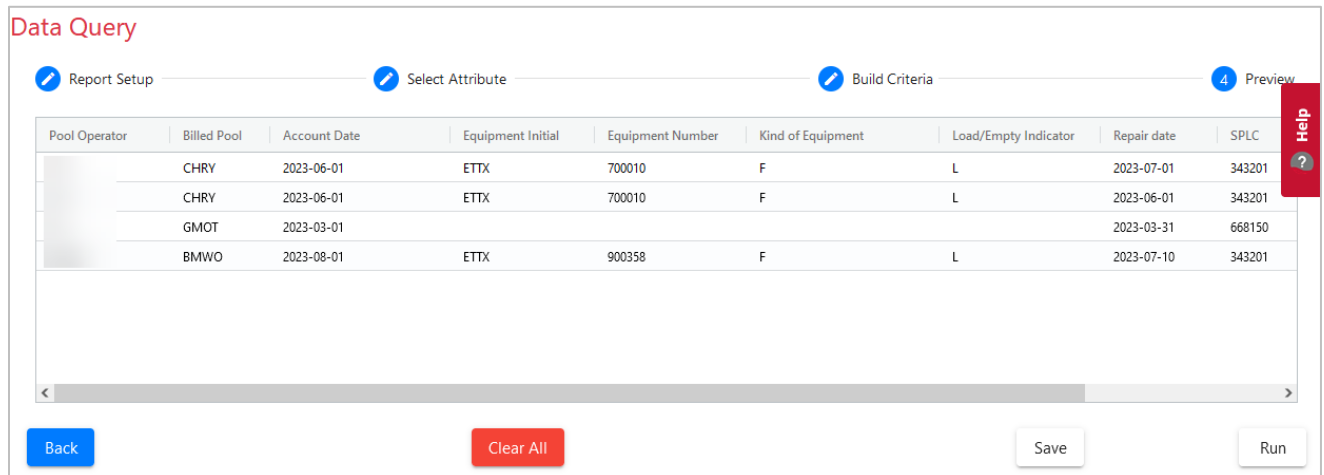 Data Query
Report Setup Select Attribute Build Criteria 4 Preview
Help
?
Pool Operator Billed Pool Account Date Equipment Initial Equipment Number Kind of Equipment Load/Empty Indicator Repair date SPLC
CHRY 2023-06-01 ETTX 700010 F L 2023-07-01 343201
CHRY 2023-06-01 ETTX 700010 F L 2023-06-01 343201
GMOT 2023-03-01 2023-03-31 668150
BMWO 2023-08-01 ETTX 900358 F L 2023-07-10 343201
Back Clear All Save Run